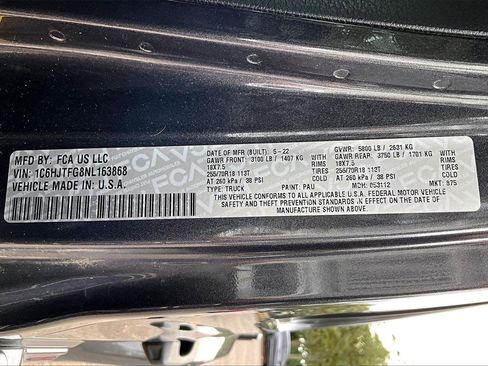 MFD BY: FCA US LLC
VIN: 1C6HJTFG8NL163868
VEHICLE MADE IN: U.S.A.
DATE OF MFR (BUILT): 5-22 GVWR: 5800 LB / 2631 KG
GAWR FRONT: 3100 LB / 1407 KG WITH GAWR REAR: 3750 LB / 1701 KG WITH
18X7.5 RIMS 18X7.5 RIMS
255/70R18 113T TIRES 255/70R18 113T TIRES
AT 260 kPa / 38 PSI COLD AT 260 kPa / 38 PSI COLD
TYPE: TRUCK PAINT: PAU MDH: 053112 MKT: 875
THIS VEHICLE CONFORMS TO ALL APPLICABLE U.S.A. FEDERAL MOTOR VEHICLE
SAFETY AND THEFT PREVENTION STANDARDS IN EFFECT ON THE DATE OF
MANUFACTURE SHOWN ABOVE.